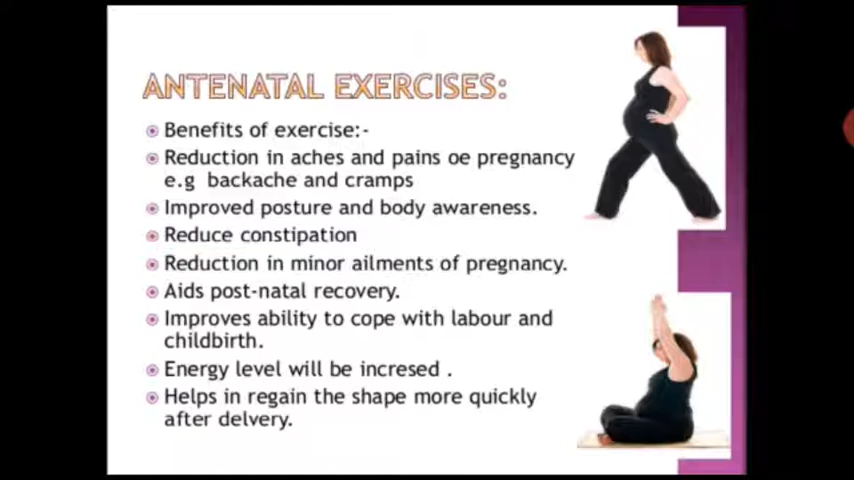 ANTENATAL EXERCISES:
Benefits of exercise:-
Reduction in aches and pains oe pregnancy
e.g backache and cramps
Improved posture and body awareness.
Reduce constipation
Reduction in minor ailments of pregnancy.
Aids post-natal recovery.
Improves ability to cope with labour and
childbirth.
Energy level will be incresed .
Helps in regain the shape more quickly
after delvery.